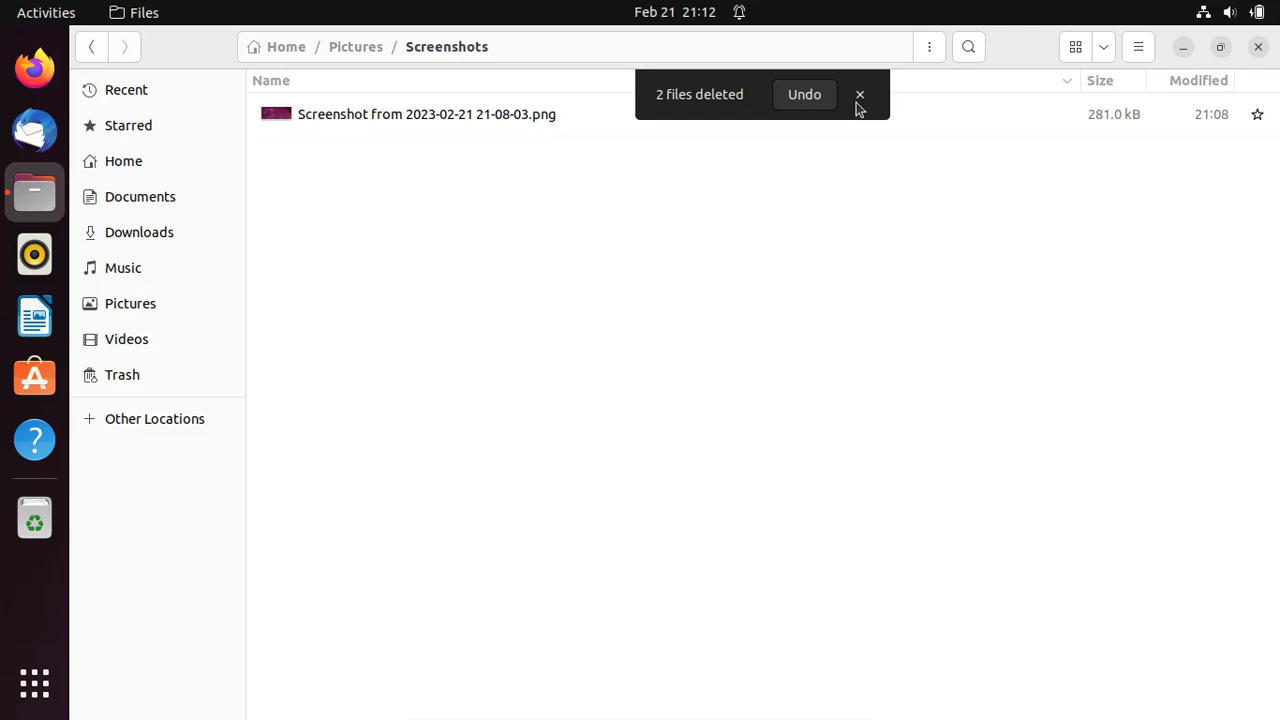 Activities Files Feb 21 21:12
Home / Pictures / Screenshots
Name Size Modified
2 files deleted Undo
Screenshot from 2023-02-21 21-08-03.png 281.0 kB 21:08
Recent
Starred
Home
Documents
Downloads
Music
Pictures
Videos
Trash
Other Locations